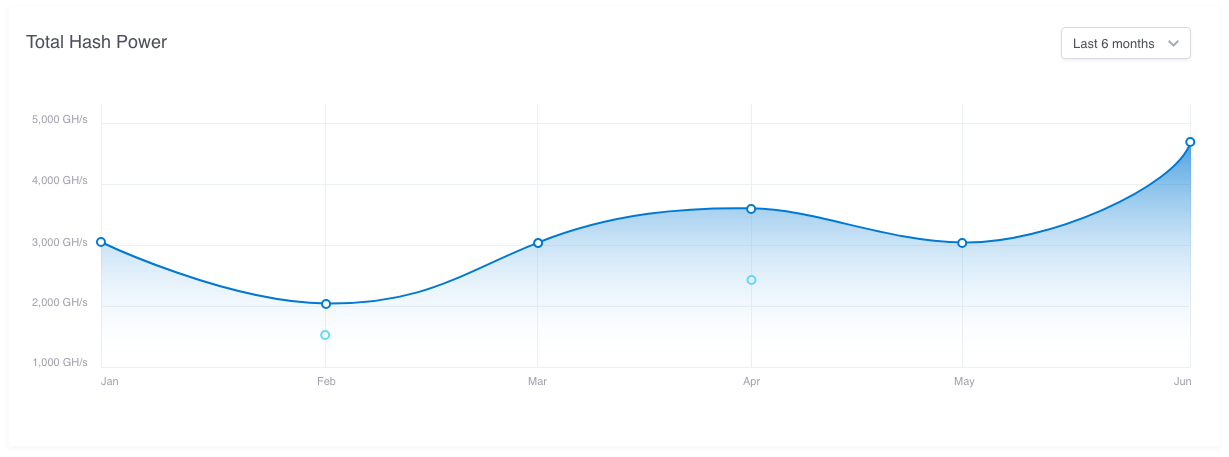 Total Hash Power
Last 6 months
5,000 GH/s
4,000 GH/s
3,000 GH/s
2,000 GH/s
1,000 GH/s
Jan Feb Mar Apr May Jun